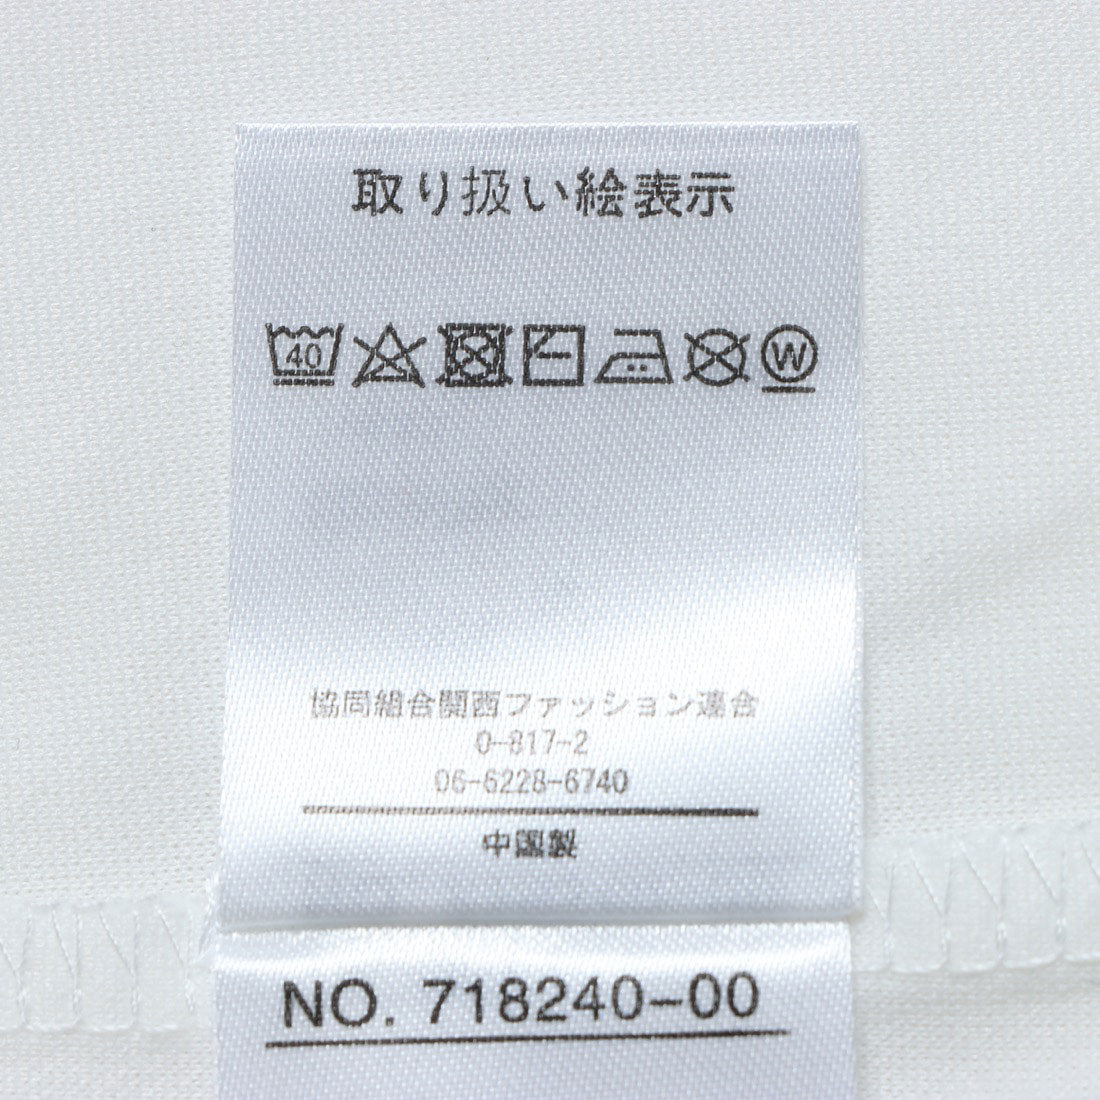 取り扱い絵表示
40 W
協同組合関西ファッション連合
0-817-2
06-6228-6740
中国製
NO. 718240-00